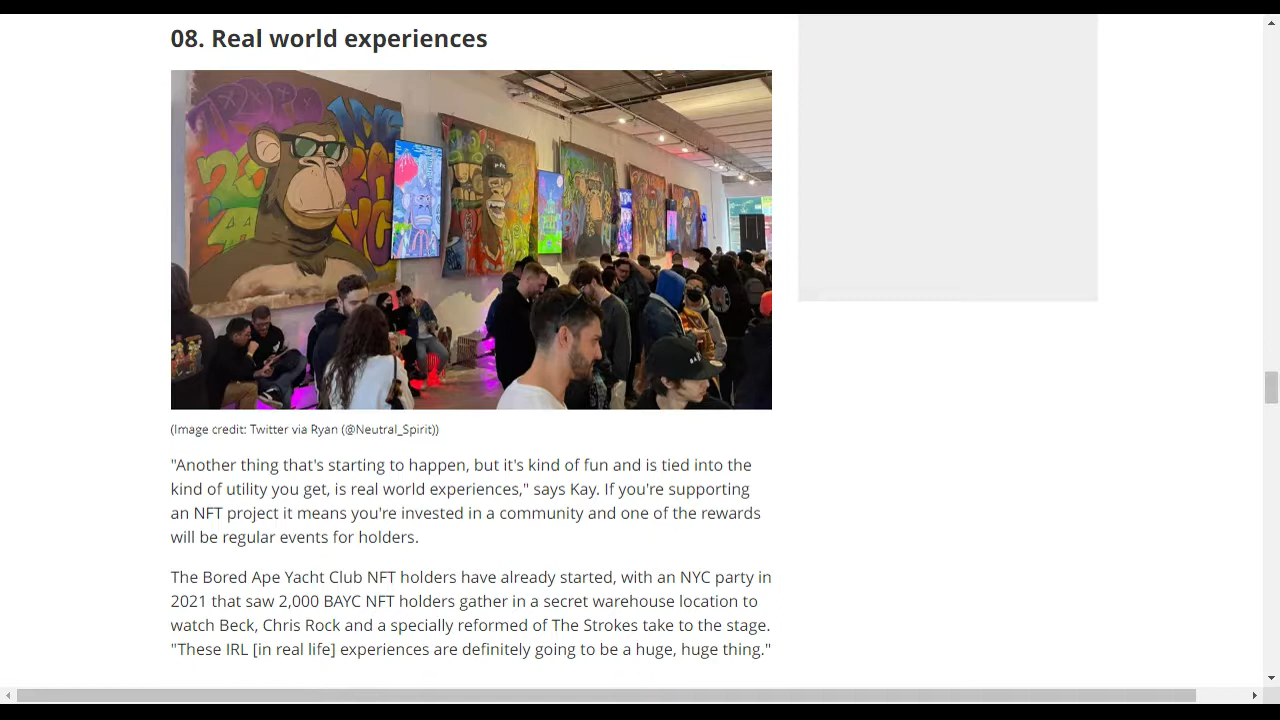 08. Real world experiences
(Image credit: Twitter via Ryan (@Neutral_Spirit))
"Another thing that's starting to happen, but it's kind of fun and is tied into the
kind of utility you get, is real world experiences," says Kay. If you're supporting
an NFT project it means you're invested in a community and one of the rewards
will be regular events for holders.
The Bored Ape Yacht Club NFT holders have already started, with an NYC party in
2021 that saw 2,000 BAYC NFT holders gather in a secret warehouse location to
watch Beck, Chris Rock and a specially reformed of The Strokes take to the stage.
"These IRL [in real life] experiences are definitely going to be a huge, huge thing."